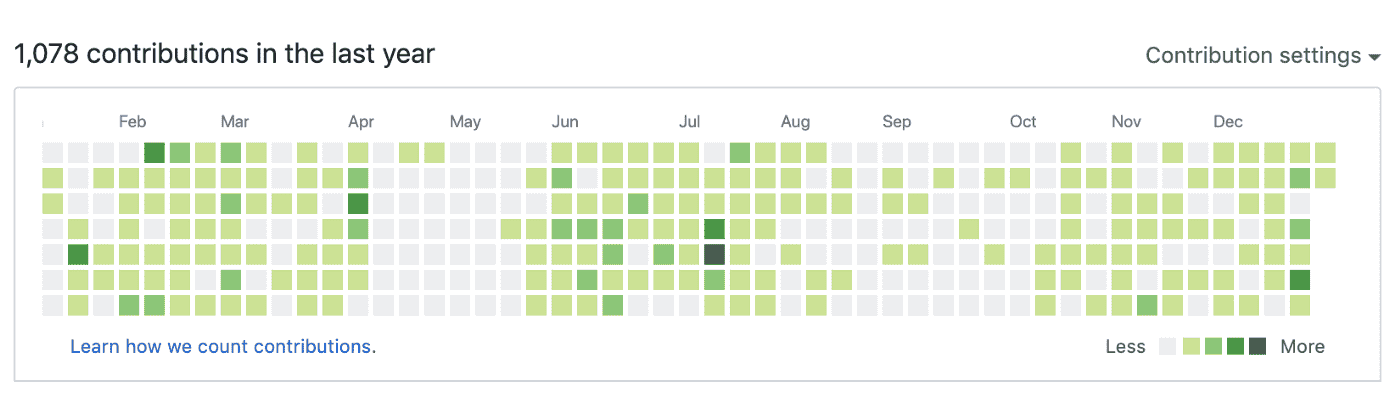 1,078 contributions in the last year
Contribution settings
Feb Mar Apr May Jun Jul Aug Sep Oct Nov Dec
Learn how we count contributions.
Less More